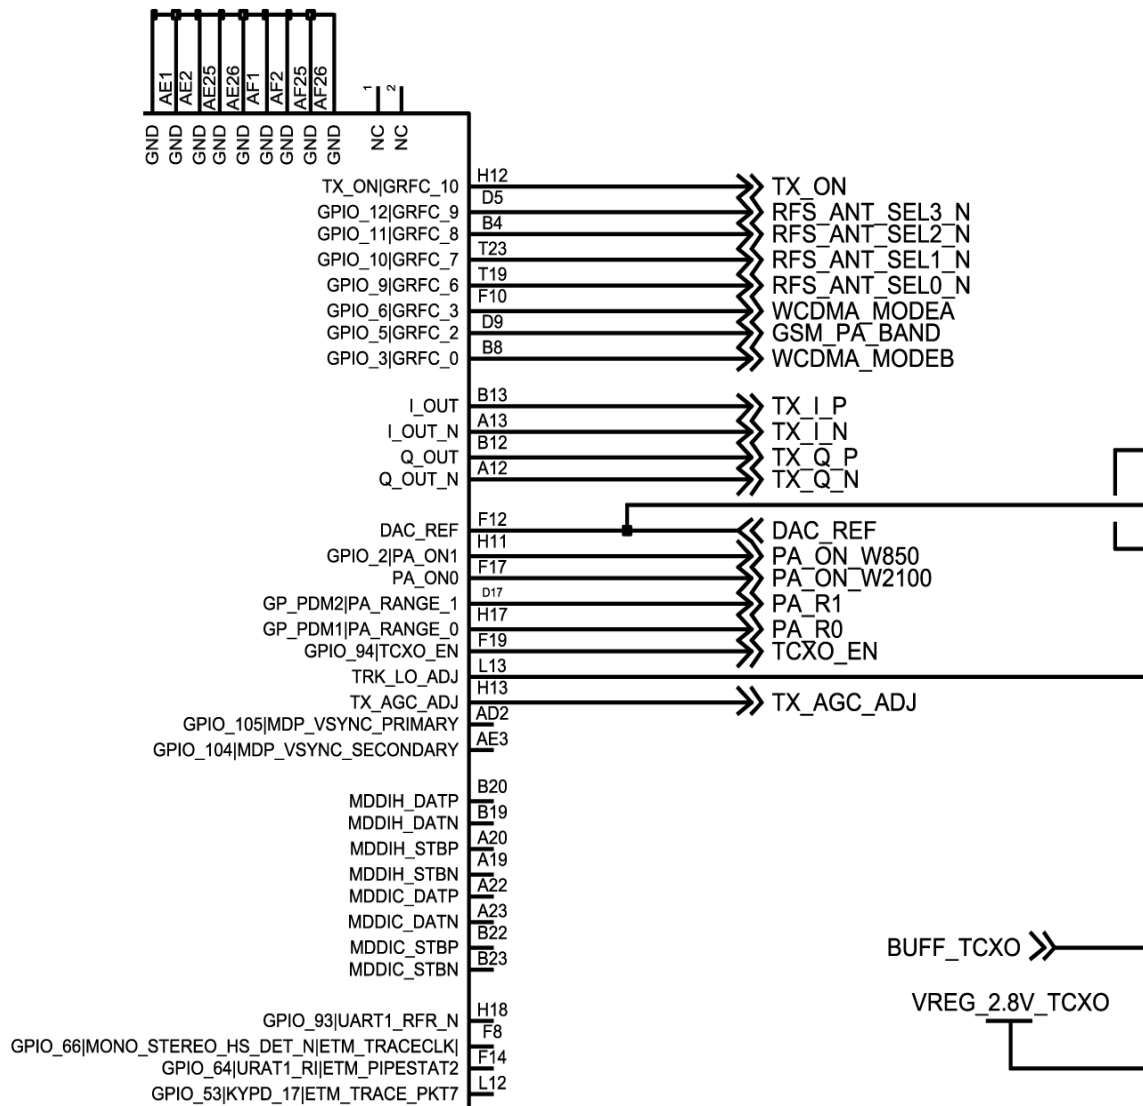 AE1 AE2 AE25 AE26 AF1 AF2 AF25 AF26 1 2
GND GND GND GND GND GND GND GND GND NC NC
TX_ON|GRFC_10 H12 TX_ON
GPIO_12|GRFC_9 D5 RFS_ANT_SEL3_N
GPIO_11|GRFC_8 B4 RFS_ANT_SEL2_N
GPIO_10|GRFC_7 T23 RFS_ANT_SEL1_N
GPIO_9|GRFC_6 T19 RFS_ANT_SEL0_N
GPIO_6|GRFC_3 F10 WCDMA_MODEA
GPIO_5|GRFC_2 D9 GSM_PA_BAND
GPIO_3|GRFC_0 B8 WCDMA_MODEB
I_OUT B13 TX_I_P
I_OUT_N A13 TX_I_N
Q_OUT B12 TX_Q_P
Q_OUT_N A12 TX_Q_N
DAC_REF F12 DAC_REF
GPIO_2|PA_ON1 H11 PA_ON_W850
PA_ON0 F17 PA_ON_W2100
GP_PDM2|PA_RANGE_1 D17 PA_R1
GP_PDM1|PA_RANGE_0 H17 PA_R0
GPIO_94|TCXO_EN F19 TCXO_EN
TRK_LO_ADJ L13
TX_AGC_ADJ H13 TX_AGC_ADJ
GPIO_105|MDP_VSYNC_PRIMARY AD2
GPIO_104|MDP_VSYNC_SECONDARY AE3
MDDIH_DATP B20
MDDIH_DATN B19
MDDIH_STBP A20
MDDIH_STBN A19
MDDIC_DATP A22
MDDIC_DATN A23
MDDIC_STBP B22
MDDIC_STBN B23
BUFF_TCXO
VREG_2.8V_TCXO
GPIO_93|UART1_RFR_N H18
GPIO_66|MONO_STEREO_HS_DET_N|ETM_TRACECLK| F8
GPIO_64|URAT1_RI|ETM_PIPESTAT2 F14
GPIO_53|KYPD_17|ETM_TRACE_PKT7 L12